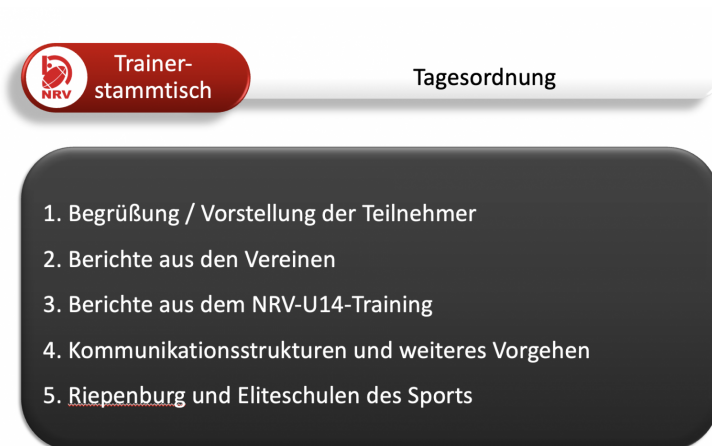 NRV
Trainer-
stammtisch
Tagesordnung
1. Begrüßung / Vorstellung der Teilnehmer
2. Berichte aus den Vereinen
3. Berichte aus dem NRV-U14-Training
4. Kommunikationsstrukturen und weiteres Vorgehen
5. Riepenburg und Eliteschulen des Sports